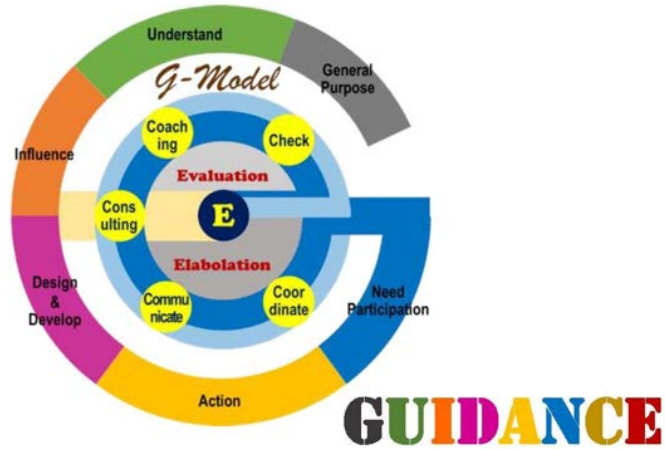 Understand
General
Purpose
G-Model
Influence
Coach
ing
Check
Evaluation
Cons
ulting
E
Elabolation
Design
&
Develop
Commu
nicate
Coor
dinate
Need
Participation
Action
GUIDANCE